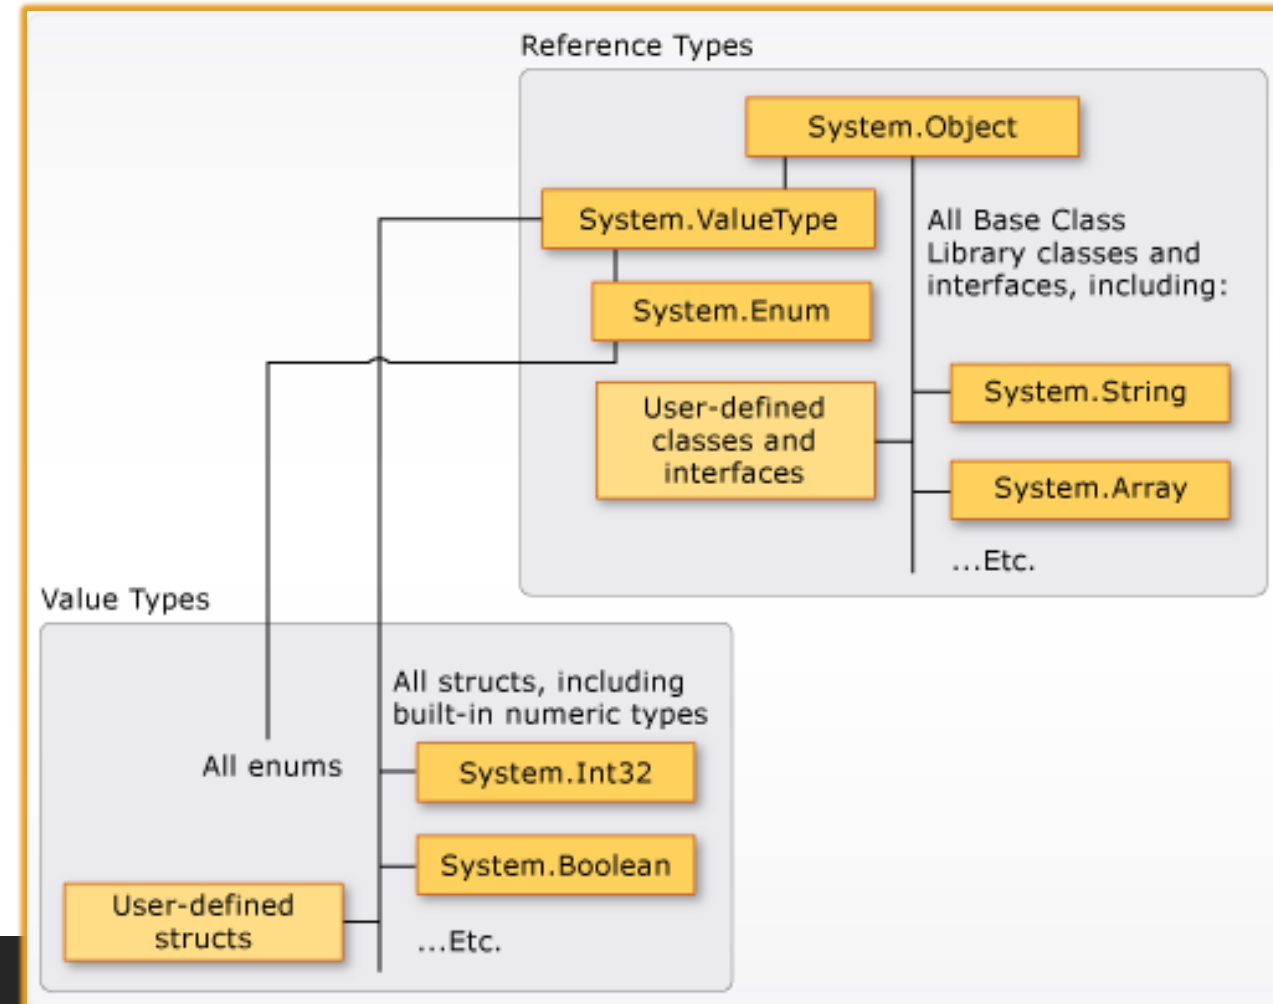 Reference Types
System.Object
System.ValueType
All Base Class
Library classes and
interfaces, including:
System.Enum
System.String
User-defined
classes and
interfaces
System.Array
...Etc.
Value Types
All structs, including
built-in numeric types
All enums
System.Int32
System.Boolean
User-defined
structs
...Etc.